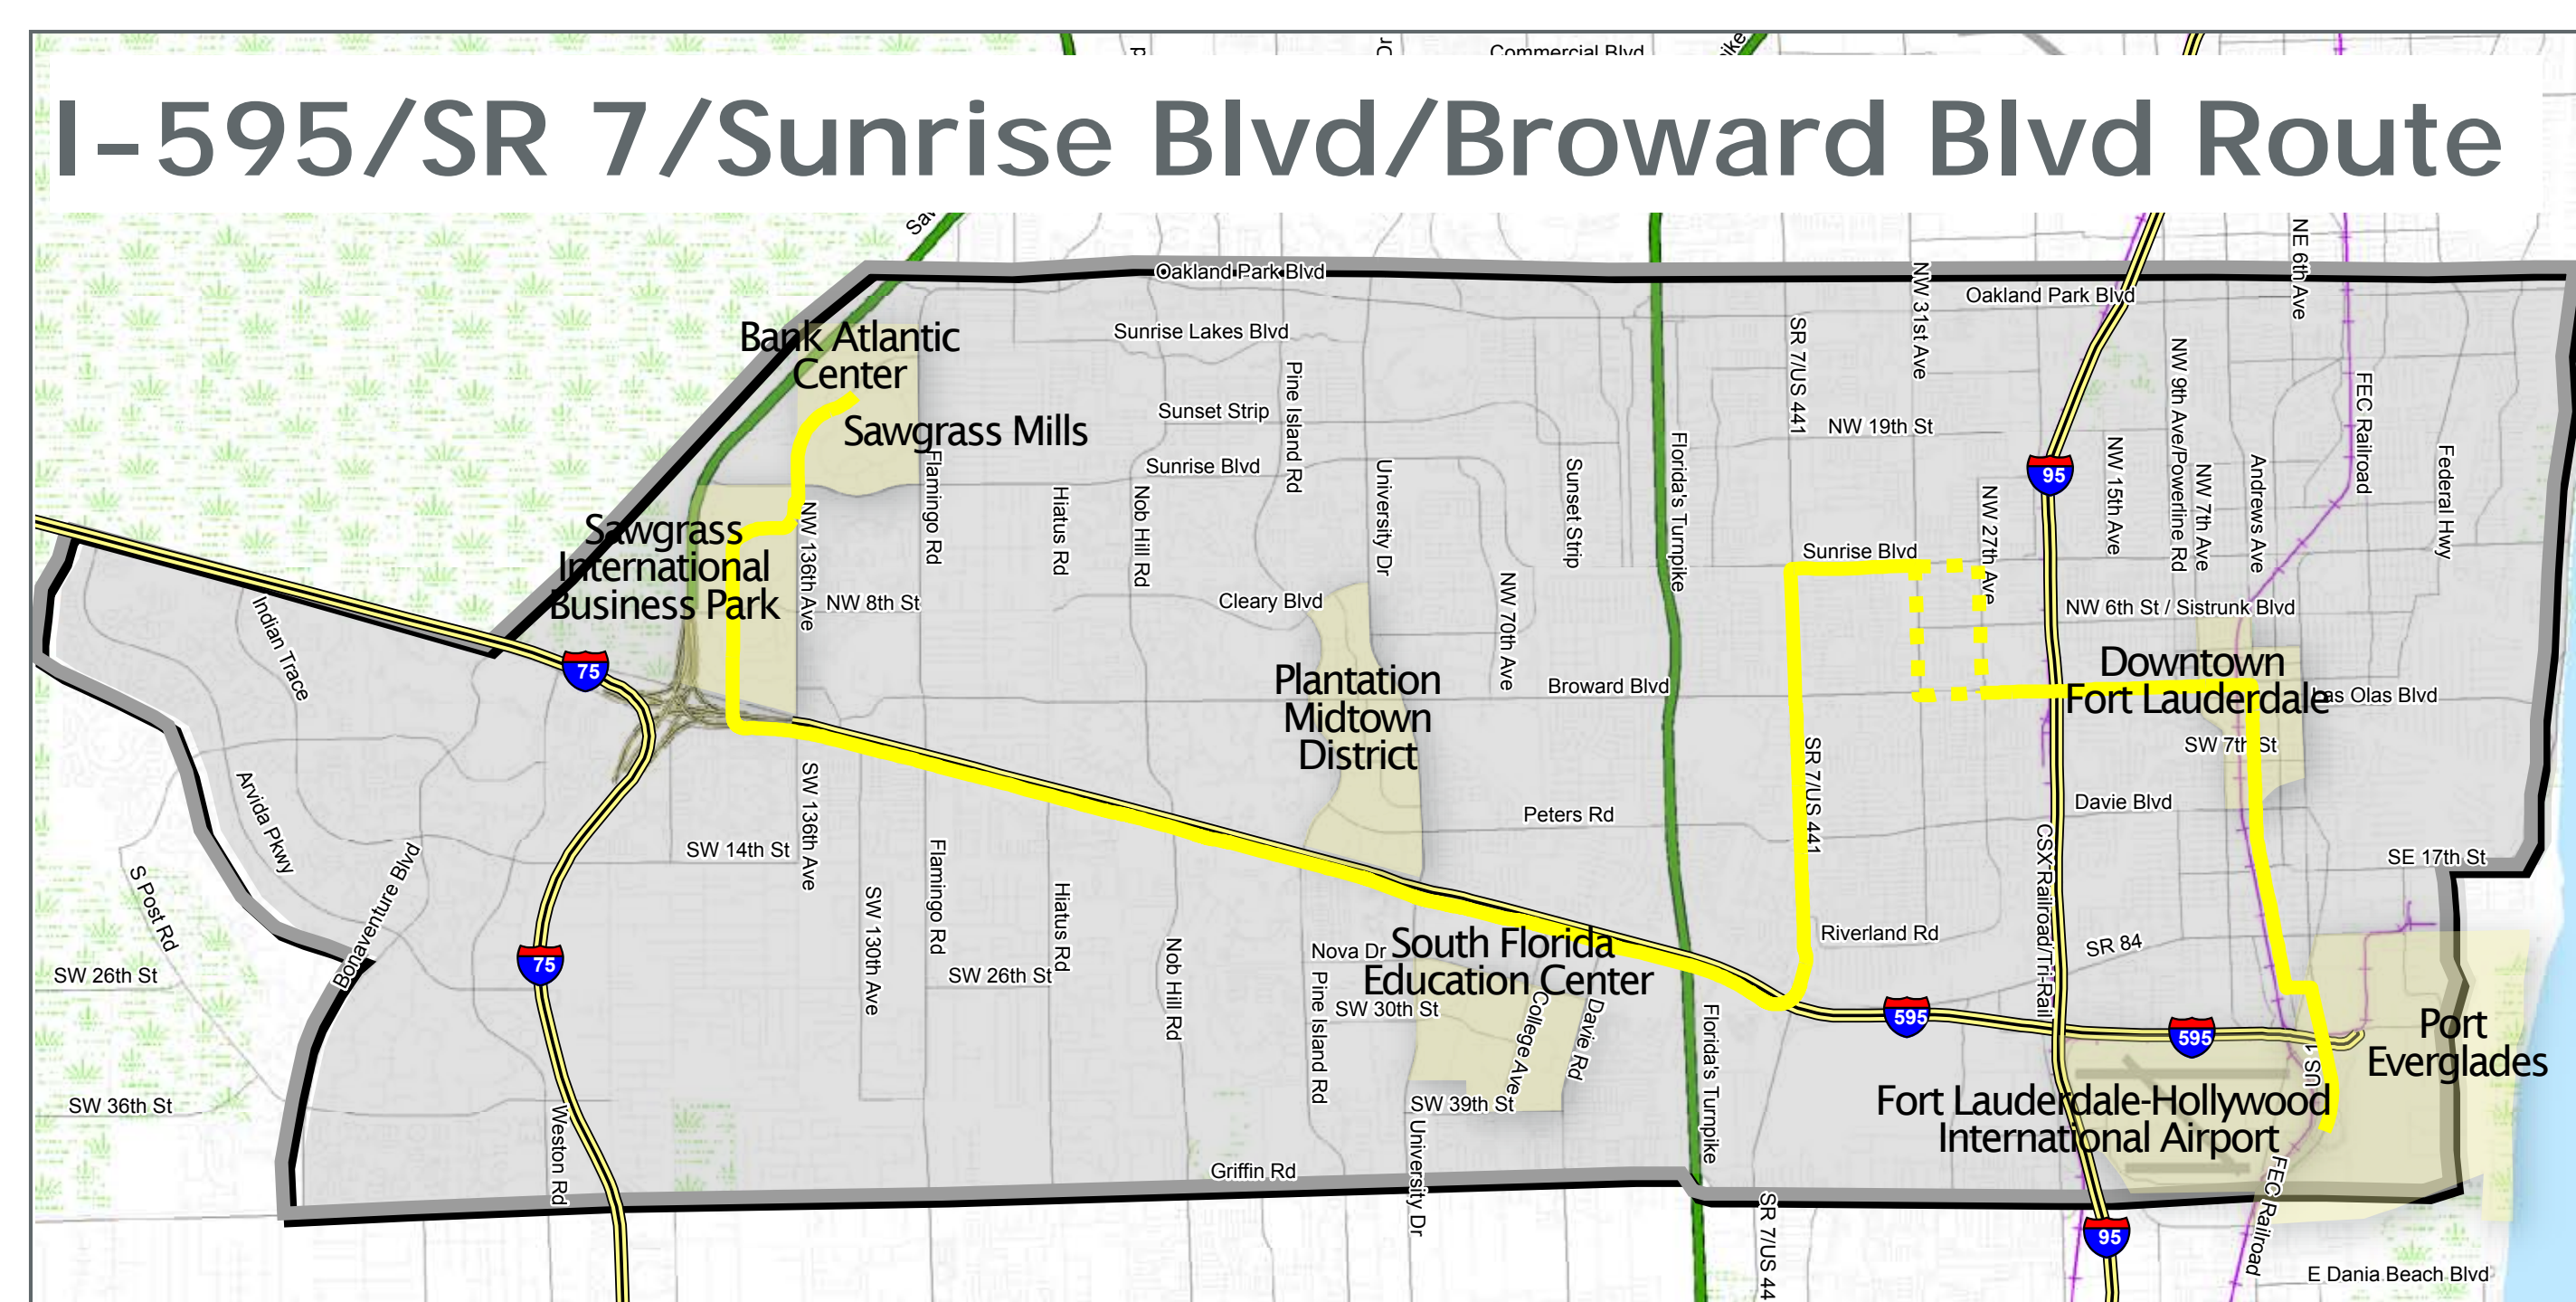 Commercial Blvd
I-595/SR 7/Sunrise Blvd/Broward Blvd Route
NE 6th Ave
Oakland Park Blvd
NW 31st Ave
Oakland Park Blvd
Bank Atlantic
Center
Sunrise Lakes Blvd
SR 7/US 441
NW 9th Ave/Powerline Rd
Pine Island Rd
FEC Railroad
Sunset Strip
Sawgrass Mills
NW 19th St
Flamingo Rd
Sunrise Blvd
University Dr
Sunset Strip
Florida's Turnpike
95
NW 15th Ave
NW 7th Ave
Andrews Ave
Federal Hwy
Hiatus Rd
Nob Hill Rd
NW 27th Ave
Sawgrass
International
Business Park
NW 136th Ave
Sunrise Blvd
NW 8th St
Cleary Blvd
NW 70th Ave
NW 6th St / Sistrunk Blvd
Indian Trace
75
Plantation
Midtown
District
Broward Blvd
Downtown
Fort Lauderdale
Las Olas Blvd
SR 7/US 441
SW 7th St
Arvida Pkwy
SW 136th Ave
Peters Rd
Davie Blvd
CSX Railroad/Tri-Rail
SW 14th St
SE 17th St
Bonaventure Blvd
S Post Rd
SW 130th Ave
Flamingo Rd
Hiatus Rd
Nob Hill Rd
Nova Dr
South Florida
Education Center
Riverland Rd
SR 84
75
SW 26th St
SW 26th St
Pine Island Rd
SW 30th St
College Ave
Davie Rd
Florida's Turnpike
595
595
US 1
Port
Everglades
SW 36th St
Weston Rd
SW 39th St
Fort Lauderdale-Hollywood
International Airport
University Dr
Griffin Rd
FEC Railroad
SR 7/US 44
95
E Dania Beach Blvd